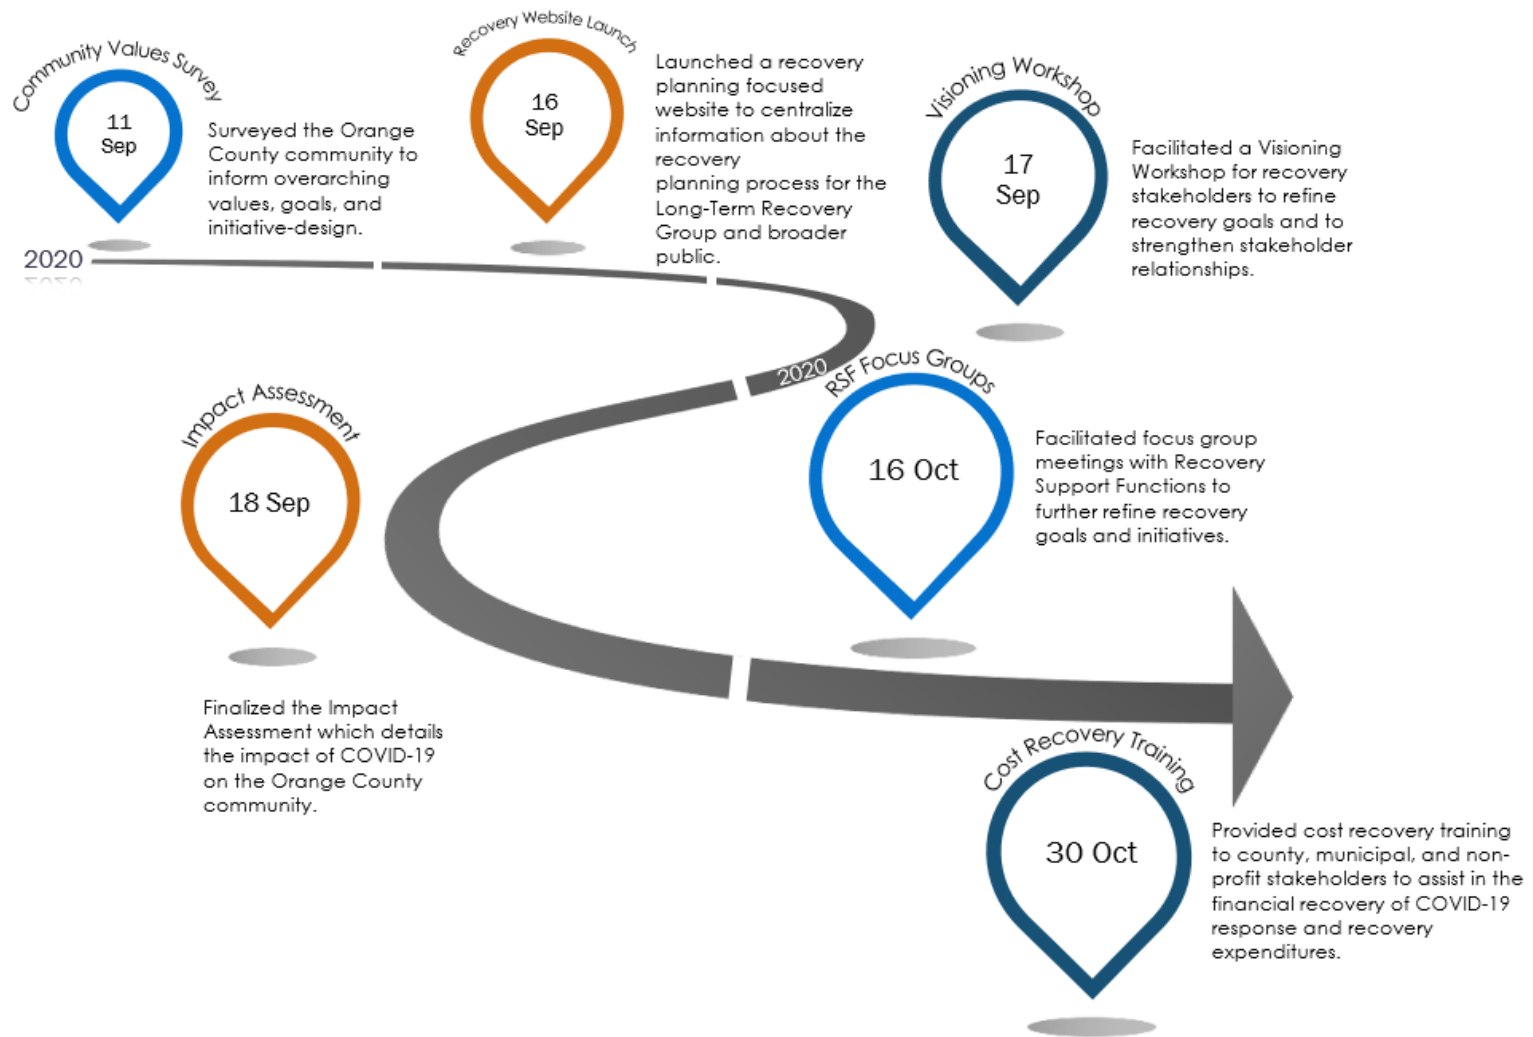 Community Values Survey
11
Sep
Surveyed the Orange
County community to
inform overarching
values, goals, and
initiative-design.
Recovery Website Launch
16
Sep
Launched a recovery
planning focused
website to centralize
information about the
recovery
planning process for the
Long-Term Recovery
Group and broader
public.
Visioning Workshop
17
Sep
Facilitated a Visioning
Workshop for recovery
stakeholders to refine
recovery goals and to
strengthen stakeholder
relationships.
2020
2020
Impact Assessment
18 Sep
Finalized the Impact
Assessment which details
the impact of COVID-19
on the Orange County
community.
RSF Focus Groups
16 Oct
Facilitated focus group
meetings with Recovery
Support Functions to
further refine recovery
goals and initiatives.
Cost Recovery Training
30 Oct
Provided cost recovery training
to county, municipal, and non-
profit stakeholders to assist in the
financial recovery of COVID-19
response and recovery
expenditures.